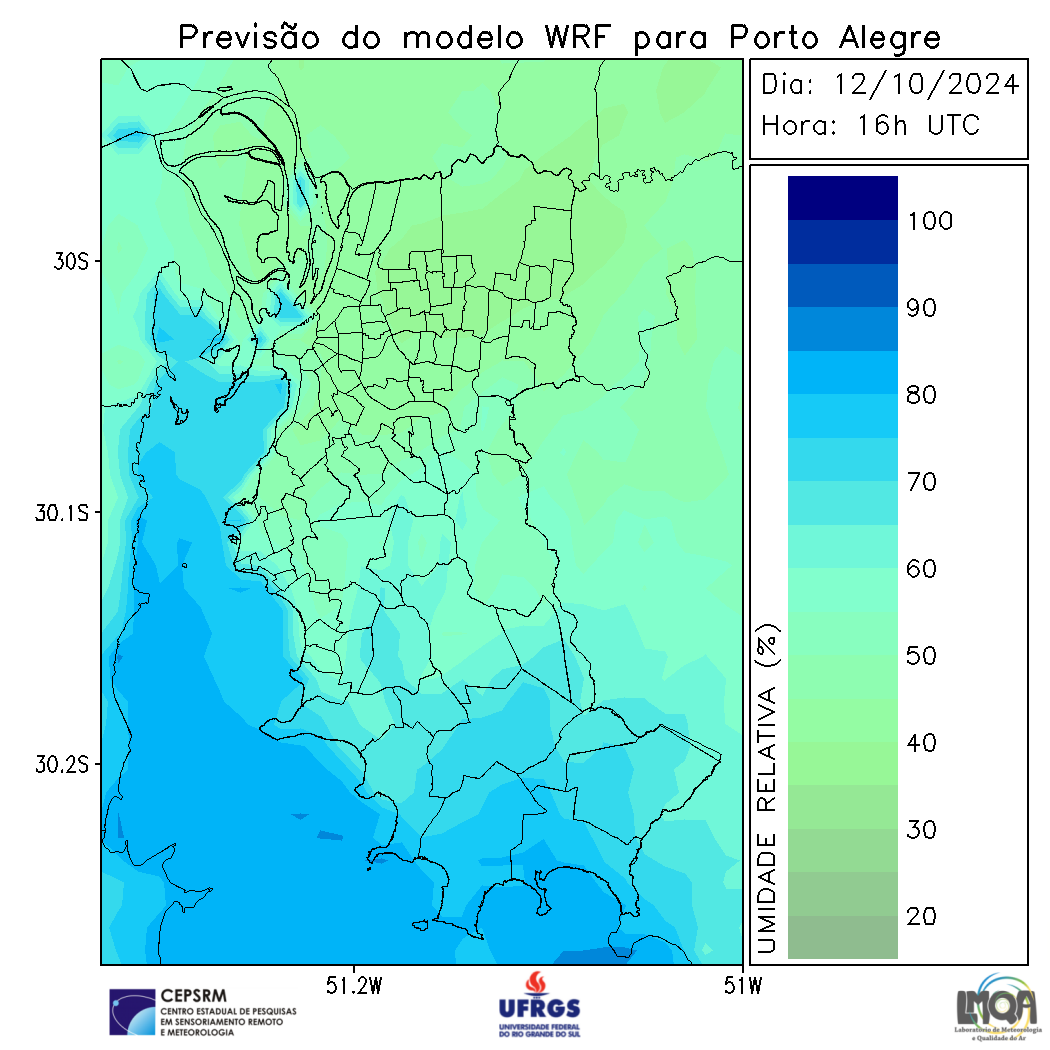 Previsão do modelo WRF para Porto Alegre
Dia: 12/10/2024
Hora: 16h UTC
30S
30.1S
30.2S
51.2W
51W
100
90
80
70
60
50
40
30
20
UMIDADE RELATIVA (%)
CEPSRM
CENTRO ESTADUAL DE PESQUISAS
EM SENSORIAMENTO REMOTO
E METEOROLOGIA
UFRGS
UNIVERSIDADE FEDERAL
DO RIO GRANDE DO SUL
LMQA
Laboratório de Meteorologia
e Qualidade do Ar